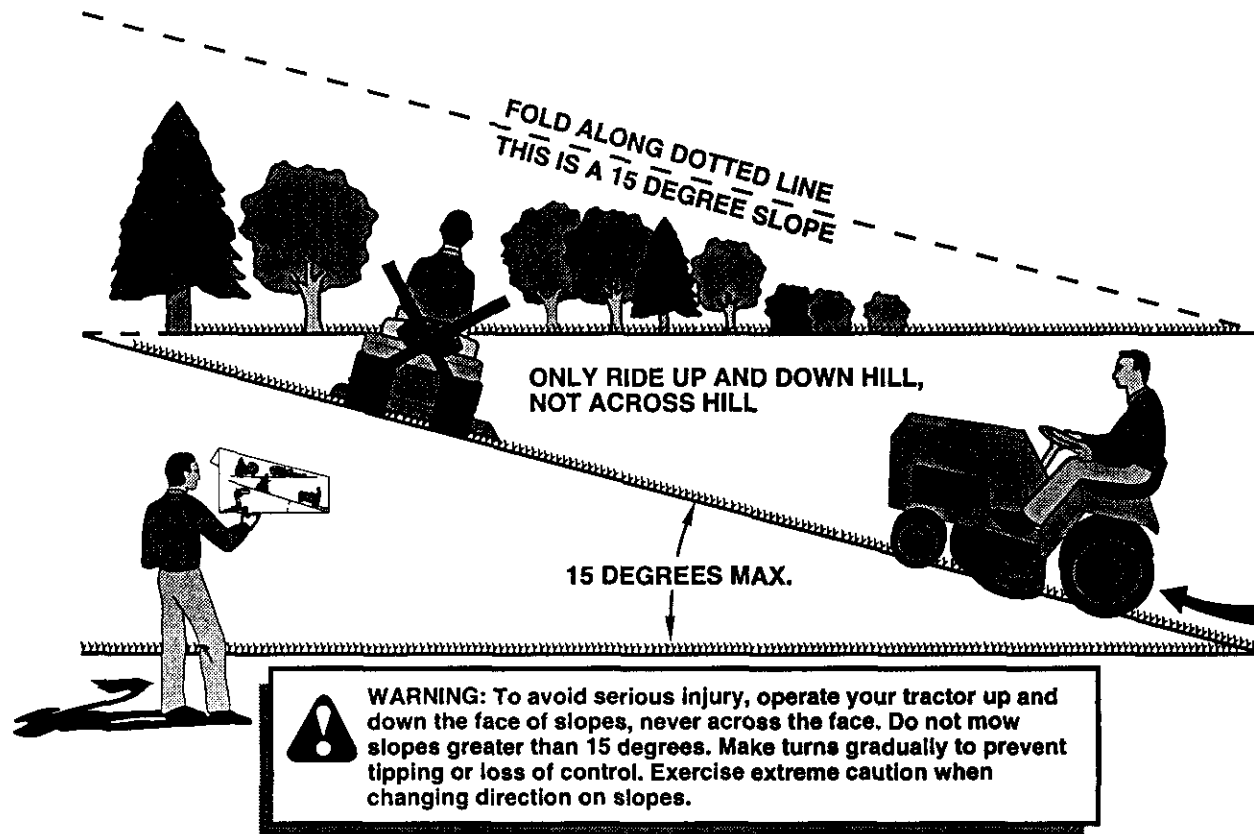 FOLD ALONG DOTTED LINE
THIS IS A 15 DEGREE SLOPE
ONLY RIDE UP AND DOWN HILL,
NOT ACROSS HILL
15 DEGREES MAX.
WARNING: To avoid serious injury, operate your tractor up and
down the face of slopes, never across the face. Do not mow
slopes greater than 15 degrees. Make turns gradually to prevent
tipping or loss of control. Exercise extreme caution when
changing direction on slopes.